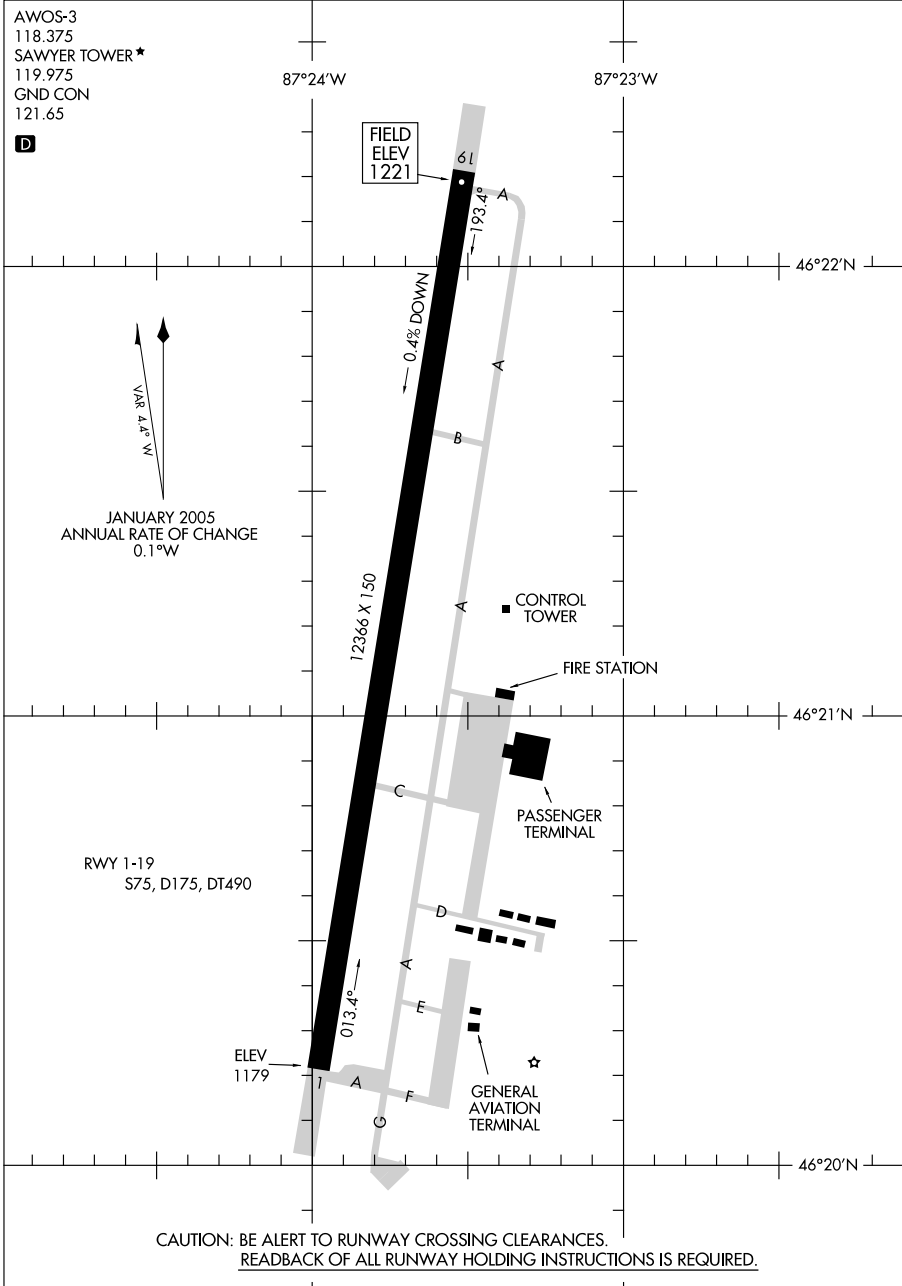 AWOS-3
118.375
SAWYER TOWER ★
119.975
GND CON
121.65
D
87°24'W
87°23'W
FIELD
ELEV
1221
19
A
193.4°
46°22'N
0.4% DOWN
A
VAR 4.4° W
B
JANUARY 2005
ANNUAL RATE OF CHANGE
0.1°W
12366 X 150
A
CONTROL
TOWER
FIRE STATION
46°21'N
C
PASSENGER
TERMINAL
RWY 1-19
S75, D175, DT490
D
A
013.4°
E
ELEV
1179
1
A
F
GENERAL
AVIATION
TERMINAL
G
46°20'N
CAUTION: BE ALERT TO RUNWAY CROSSING CLEARANCES.
READBACK OF ALL RUNWAY HOLDING INSTRUCTIONS IS REQUIRED.